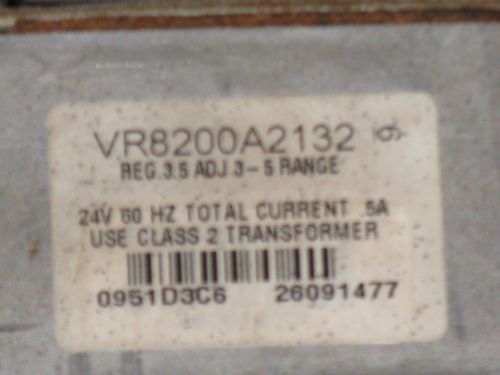 VR8200A2132 6
REG.3.5 ADJ 3-5 RANGE
24V 60 HZ TOTAL CURRENT .5A
USE CLASS 2 TRANSFORMER
0951D3C6 26091477